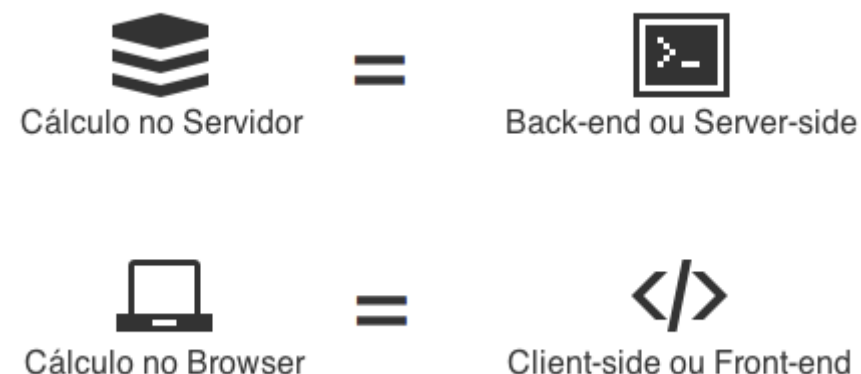 Cálculo no Servidor
=
>_
Back-end ou Server-side
Cálculo no Browser
=
</>
Client-side ou Front-end